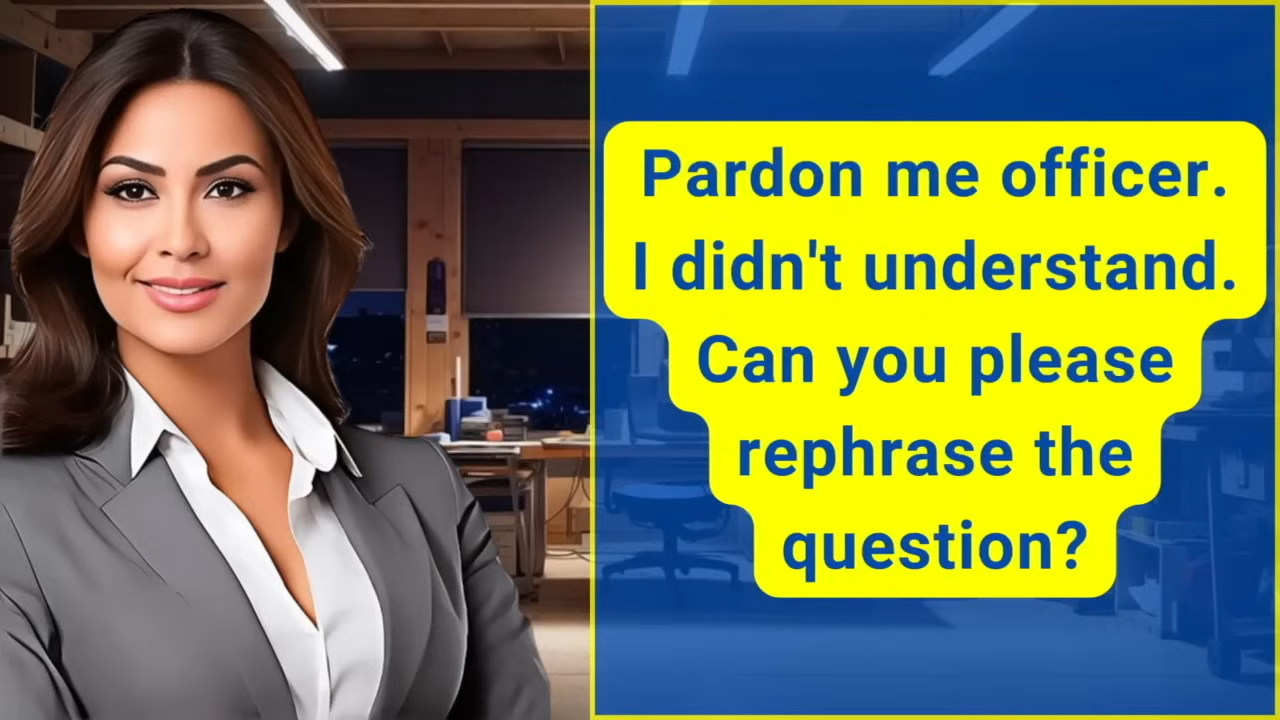 Pardon me officer.
I didn't understand.
Can you please
rephrase the
question?